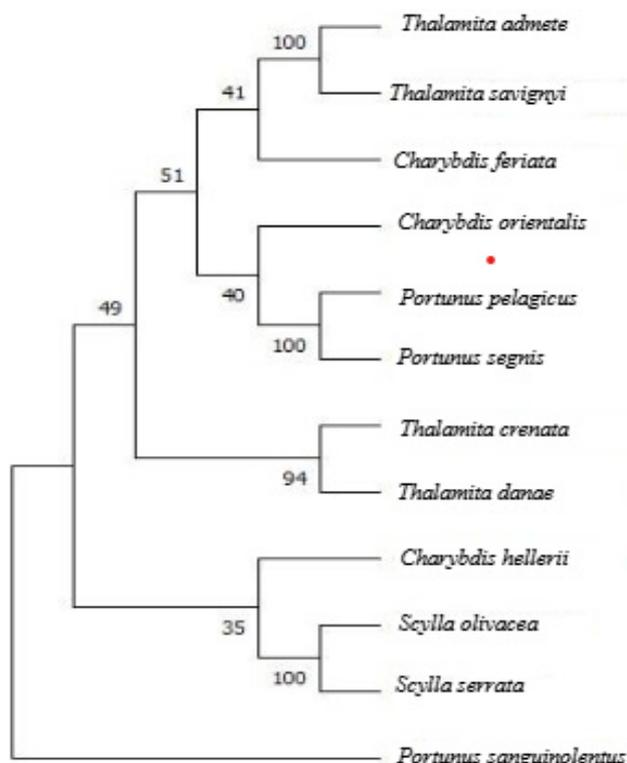 100
Thalamita admete
Thalamita savignyi
41
Charybdis feriata
51
Charybdis orientalis
40
Portunus pelagicus
49
100
Portunus segnis
Thalamita crenata
94
Thalamita danae
Charybdis hellerii
35
Scylla olivacea
100
Scylla serrata
Portunus sanguinolentus